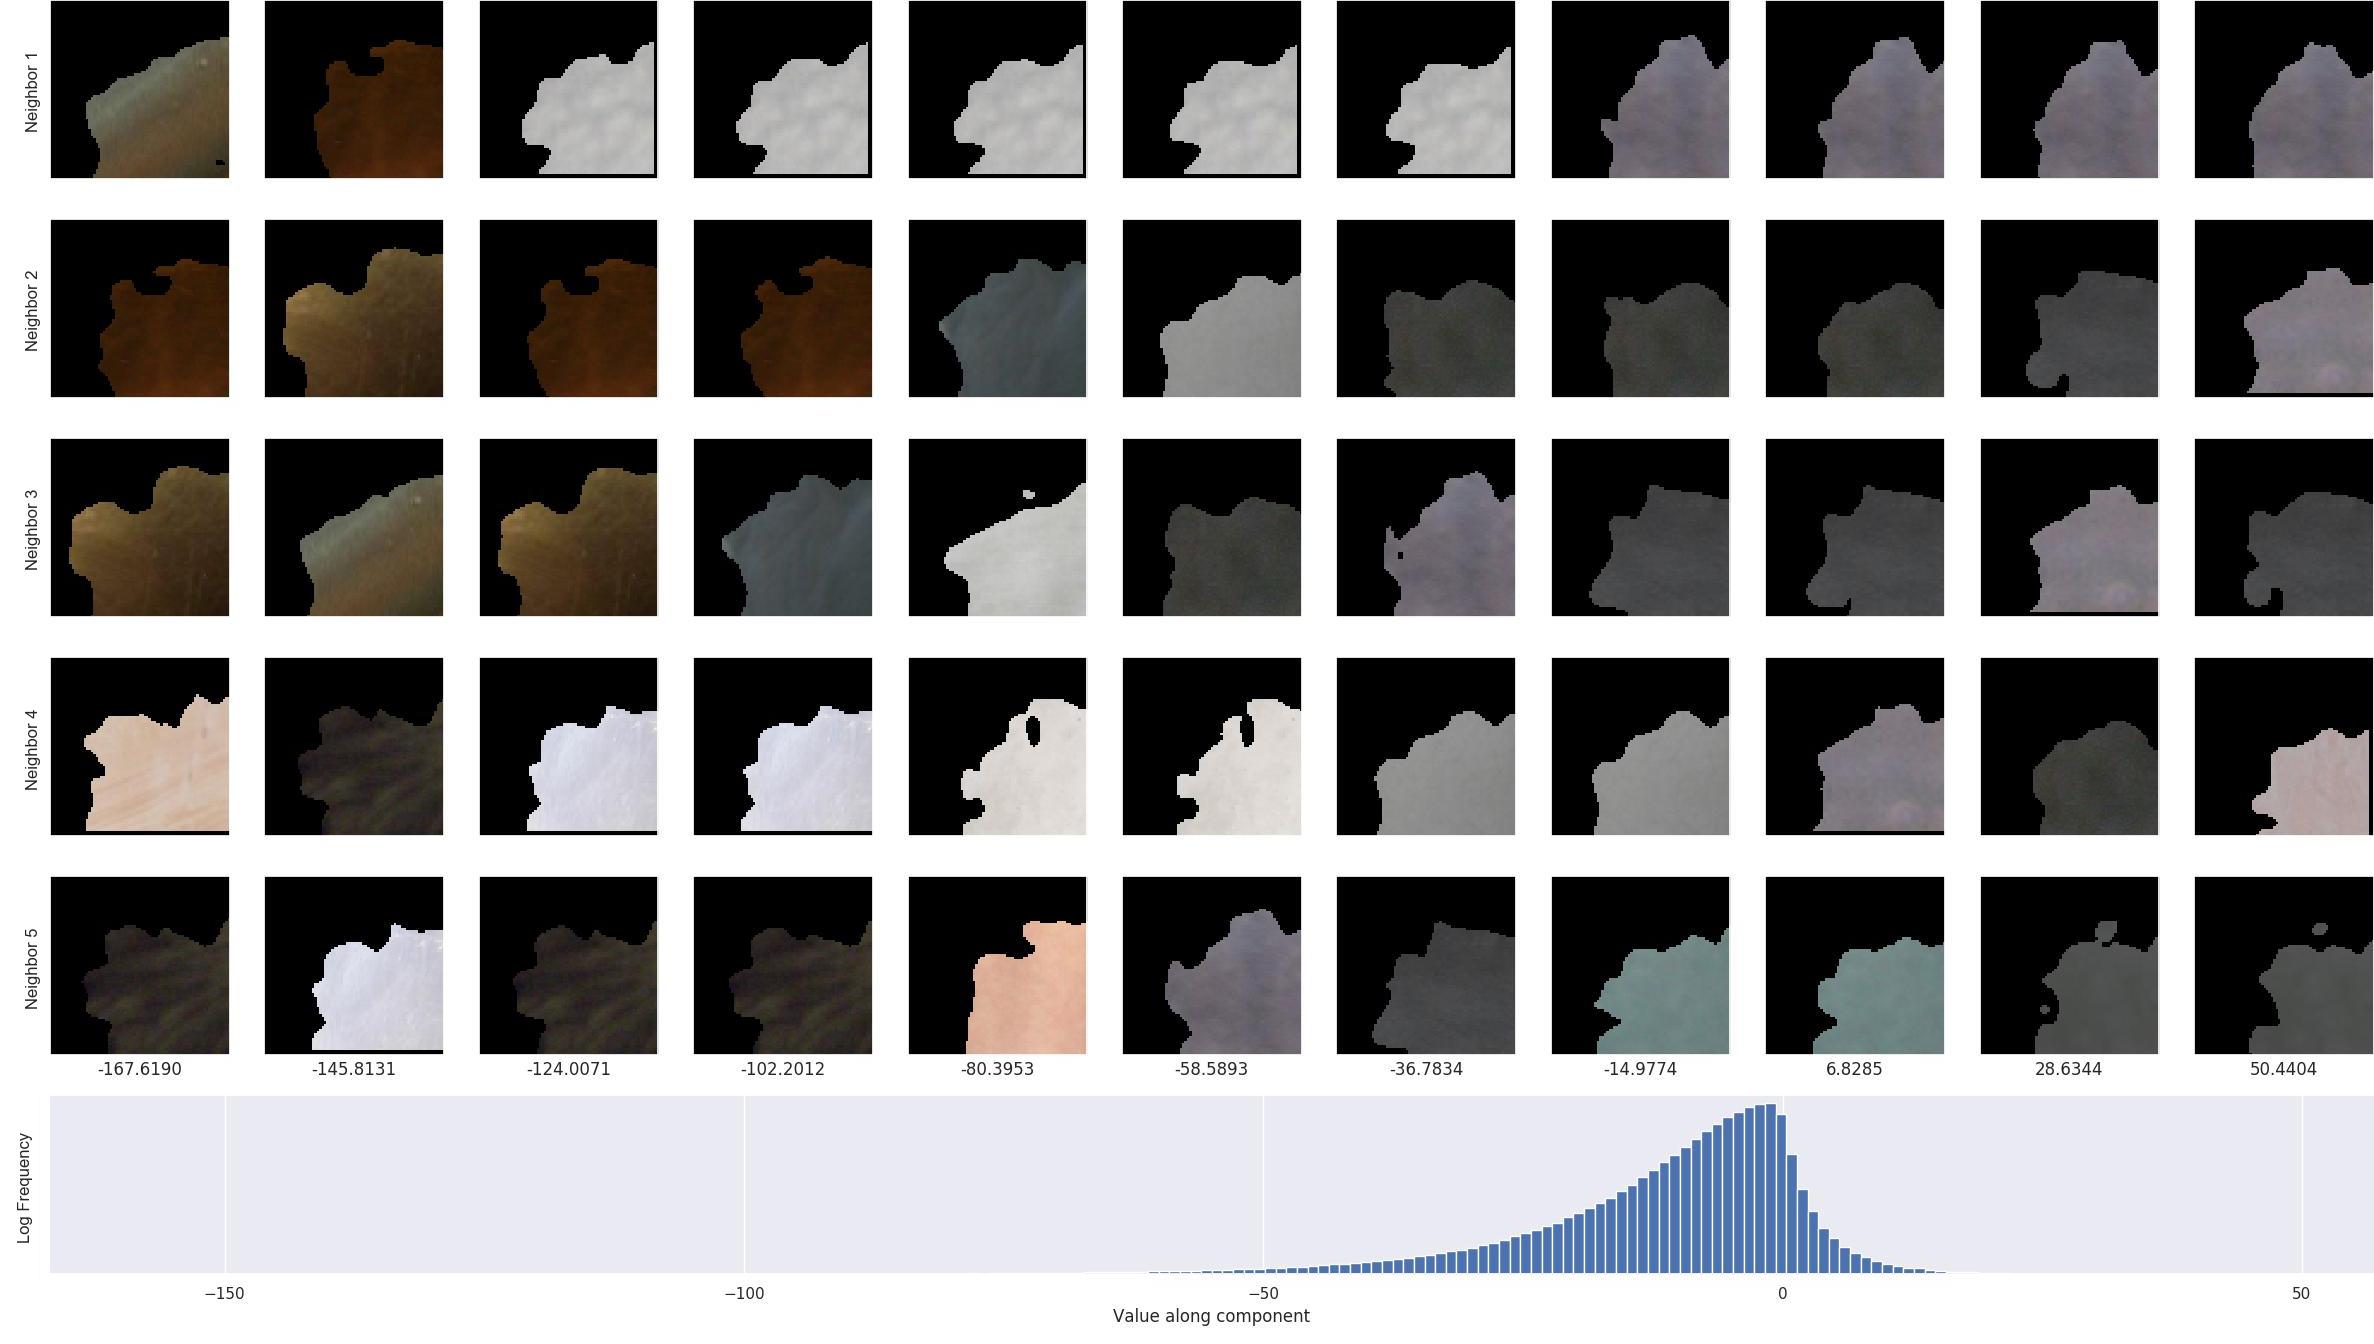 Neighbor 1
Neighbor 2
Neighbor 3
Neighbor 4
Neighbor 5
-167.6190 -145.8131 -124.0071 -102.2012 -80.3953 -58.5893 -36.7834 -14.9774 6.8285 28.6344 50.4404
Log Frequency
−150 −100 −50 0 50
Value along component